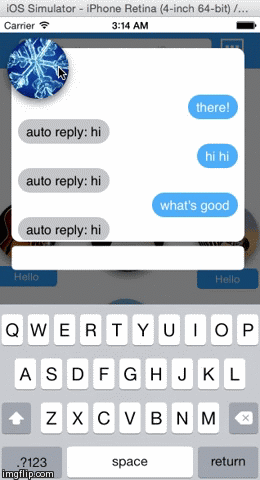 iOS Simulator - iPhone Retina (4-inch 64-bit) /...
Carrier 3:14 AM
there!
auto reply: hi
hi hi
auto reply: hi
what's good
auto reply: hi
Hello Hello
Q W E R T Y U I O P
A S D F G H J K L
Z X C V B N M
.?123 space return
imgflip.com